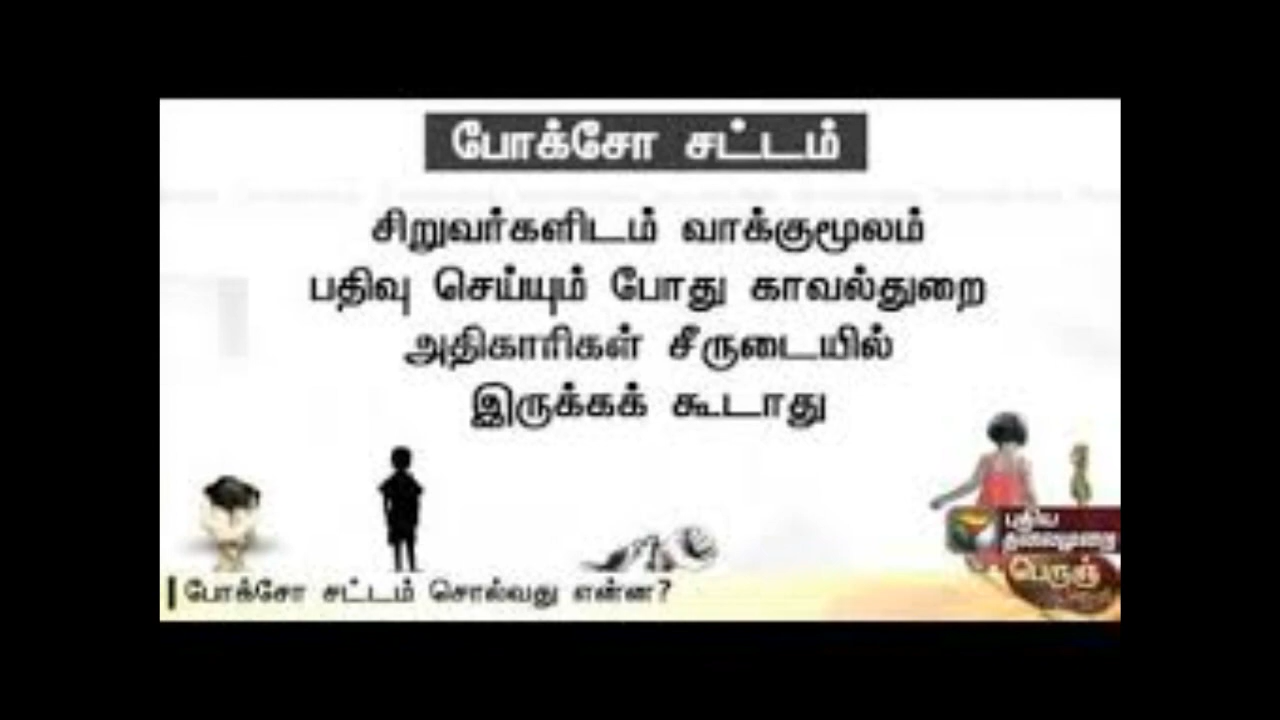 போக்சோ சட்டம்
சிறுவர்களிடம் வாக்குமூலம்
பதிவு செய்யும் போது காவல்துறை
அதிகாரிகள் சீருடையில்
இருக்கக் கூடாது
புதிய
தலைமுறை
போக்சோ சட்டம் சொல்வது என்ன?